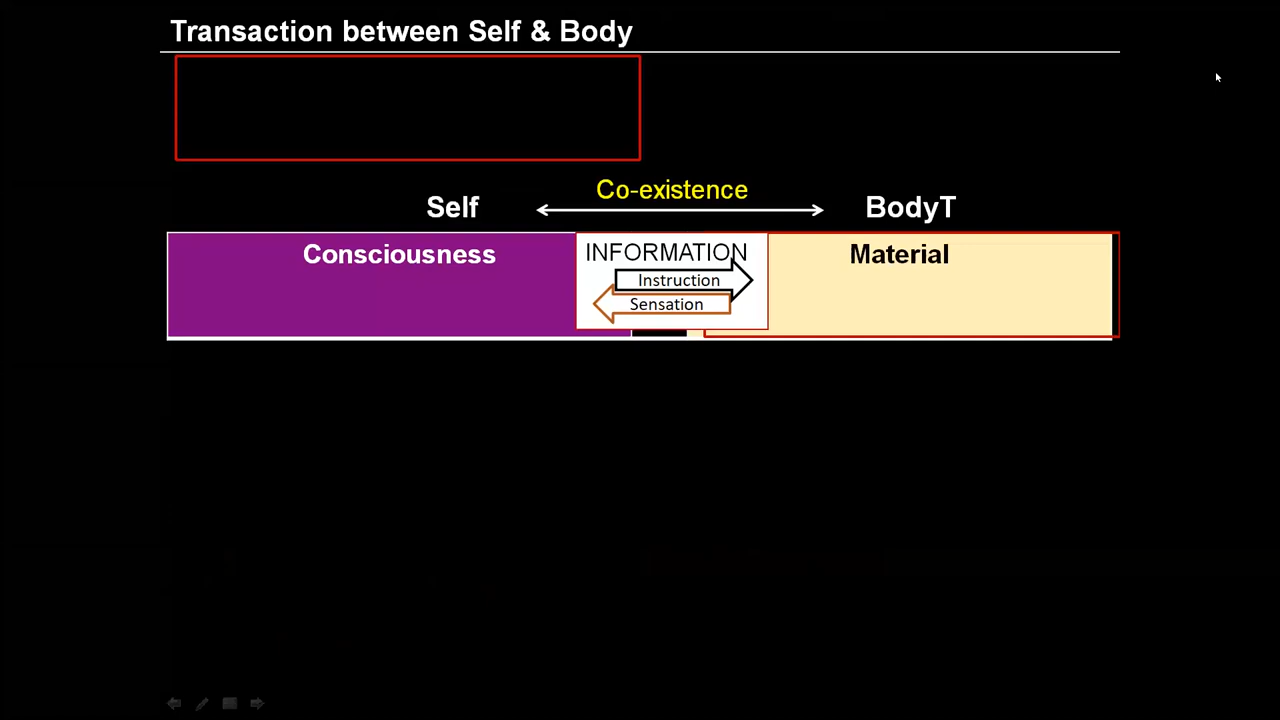 Transaction between Self & Body
Co-existence
Self
BodyT
Consciousness
INFORMATION
Material
Instruction
Sensation